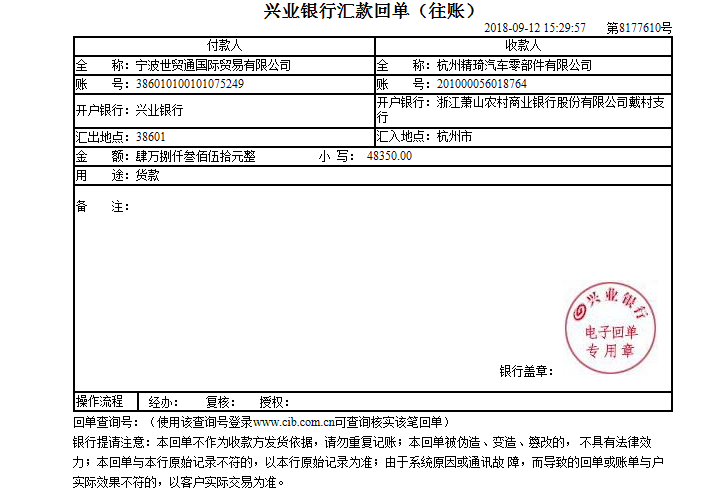 兴业银行汇款回单（往账）
2018-09-12 15:29:57 第8177610号
付款人 收款人
全 称：宁波世贸通国际贸易有限公司 全 称：杭州精琦汽车零部件有限公司
账 号：386010100101075249 账 号：201000056018764
开户银行：兴业银行 开户银行：浙江萧山农村商业银行股份有限公司戴村支
行
汇出地点：38601 汇入地点：杭州市
金 额：肆万捌仟叁佰伍拾元整 小 写： 48350.00
用 途：货款
备 注：
兴业银行
电子回单
专用章
银行盖章：
操作流程 经办： 复核： 授权：
回单查询号：（使用该查询号登录www.cib.com.cn可查询核实该笔回单）
银行提请注意：本回单不作为收款方发货依据，请勿重复记账；本回单被伪造、变造、篡改的，不具有法律效
力；本回单与本行原始记录不符的，以本行原始记录为准；由于系统原因或通讯故 障，而导致的回单或账单与户
实际效果不符的，以客户实际交易为准。